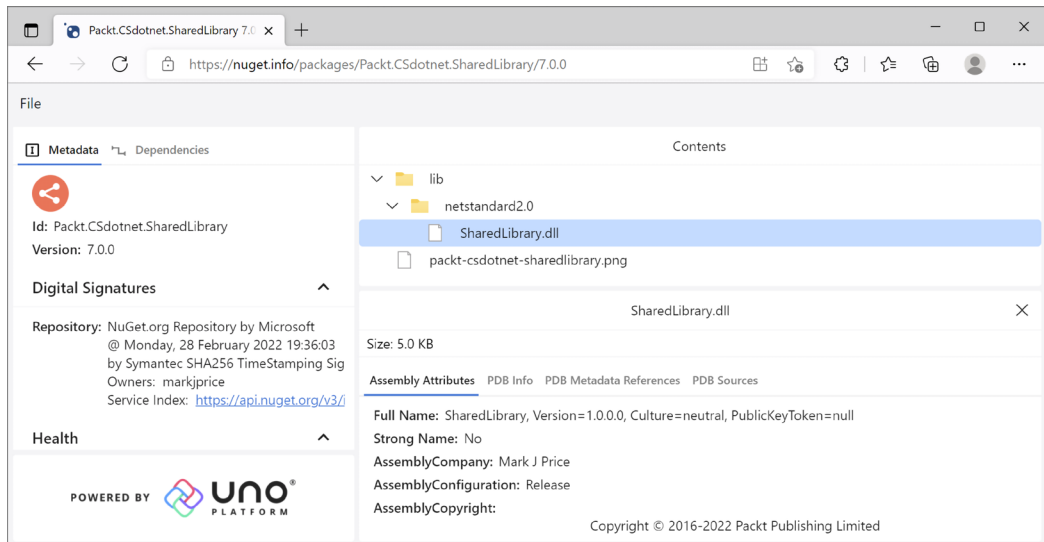 Packt.CSdotnet.SharedLibrary 7.0
https://nuget.info/packages/Packt.CSdotnet.SharedLibrary/7.0.0
File
Metadata
Dependencies
Id: Packt.CSdotnet.SharedLibrary
Version: 7.0.0
Digital Signatures
Repository: NuGet.org Repository by Microsoft
@ Monday, 28 February 2022 19:36:03
by Symantec SHA256 TimeStamping Sig
Owners: markjprice
Service Index: https://api.nuget.org/v3/i
Health
POWERED BY UNO PLATFORM
Contents
lib
netstandard2.0
SharedLibrary.dll
packt-csdotnet-sharedlibrary.png
SharedLibrary.dll
Size: 5.0 KB
Assembly Attributes PDB Info PDB Metadata References PDB Sources
Full Name: SharedLibrary, Version=1.0.0.0, Culture=neutral, PublicKeyToken=null
Strong Name: No
AssemblyCompany: Mark J Price
AssemblyConfiguration: Release
AssemblyCopyright:
Copyright © 2016-2022 Packt Publishing Limited